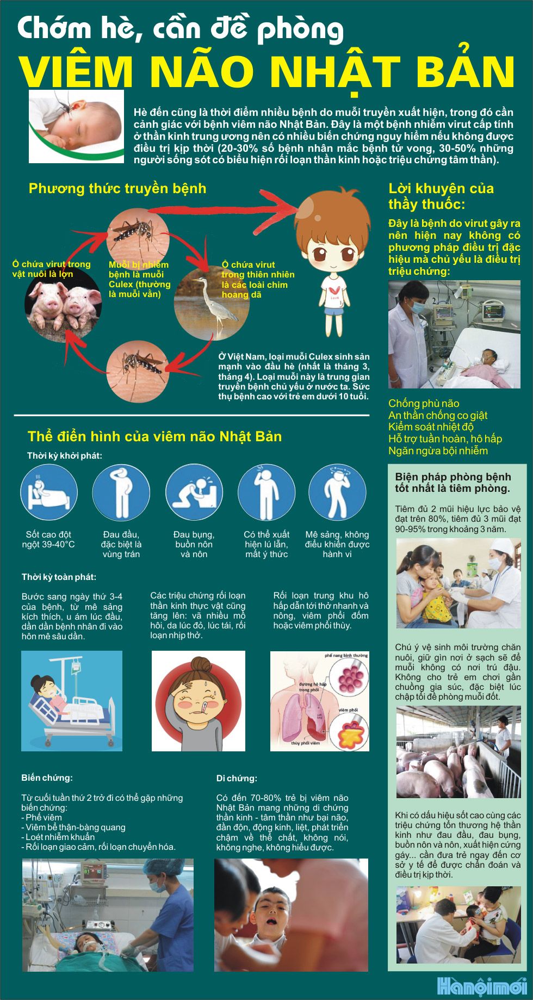 Chớm hè, cần đề phòng
VIÊM NÃO NHẬT BẢN
Hè đến cũng là thời điểm nhiều bệnh do muỗi truyền xuất hiện, trong đó cần
cảnh giác với bệnh viêm não Nhật Bản. Đây là một bệnh nhiễm virut cấp tính
ở thần kinh trung ương nên có nhiều biến chứng nguy hiểm nếu không được
điều trị kịp thời (20-30% số bệnh nhân mắc bệnh tử vong, 30-50% những
người sống sót có biểu hiện rối loạn thần kinh hoặc triệu chứng tâm thần).
Phương thức truyền bệnh
Ổ chứa virut trong
vật nuôi là lợn
Muỗi bị nhiễm
bệnh là muỗi
Culex (thường
là muỗi vằn)
Ổ chứa virut
trong thiên nhiên
là các loài chim
hoang dã
Love
Ở Việt Nam, loại muỗi Culex sinh sản
mạnh vào đầu hè (nhất là tháng 3,
tháng 4). Loại muỗi này là trung gian
truyền bệnh chủ yếu ở nước ta. Sức
thụ bệnh cao với trẻ em dưới 10 tuổi.
Lời khuyên của
thầy thuốc:
Đây là bệnh do virut gây ra
nên hiện nay không có
phương pháp điều trị đặc
hiệu mà chủ yếu là điều trị
triệu chứng:
2
Chống phù não
An thần chống co giật
Kiểm soát nhiệt độ
Hỗ trợ tuần hoàn, hô hấp
Ngăn ngừa bội nhiễm
Thể điển hình của viêm não Nhật Bản
Thời kỳ khởi phát:
Sốt cao đột
ngột 39-40°C
Đau đầu,
đặc biệt là
vùng trán
Đau bụng,
buồn nôn
và nôn
Có thể xuất
hiện lú lẫn,
mất ý thức
Mê sảng, không
điều khiển được
hành vi
Thời kỳ toàn phát:
Bước sang ngày thứ 3-4
của bệnh, từ mê sảng
kích thích, u ám lúc đầu,
dần dần bệnh nhân đi vào
hôn mê sâu dần.
Các triệu chứng rối loạn
thần kinh thực vật cũng
tăng lên: vã nhiều mồ
hôi, da lúc đỏ, lúc tái, rối
loạn nhịp thở.
Rối loạn trung khu hô
hấp dẫn tới thở nhanh và
nông, viêm phổi đốm
hoặc viêm phổi thùy.
phế nang bình thường
đường hô hấp
trong phổi
Left
lung
viêm phổi
thùy phổi viêm
Biến chứng:
Từ cuối tuần thứ 2 trở đi có thể gặp những
biến chứng:
- Phế viêm
- Viêm bể thận-bàng quang
- Loét nhiễm khuẩn
- Rối loạn giao cảm, rối loạn chuyển hóa.
81 92
Di chứng:
Có đến 70-80% trẻ bị viêm não
Nhật Bản mang những di chứng
thần kinh - tâm thần như bại não,
đần độn, động kinh, liệt, phát triển
chậm về thể chất, không nói,
không nghe, không hiểu được.
Biện pháp phòng bệnh
tốt nhất là tiêm phòng.
Tiêm đủ 2 mũi hiệu lực bảo vệ
đạt trên 80%, tiêm đủ 3 mũi đạt
90-95% trong khoảng 3 năm.
Chú ý vệ sinh môi trường chăn
nuôi, giữ gìn nơi ở sạch sẽ để
muỗi không có nơi trú đậu.
Không cho trẻ em chơi gần
chuồng gia súc, đặc biệt lúc
chập tối đề phòng muỗi đốt.
Khi có dấu hiệu sốt cao cùng các
triệu chứng tổn thương hệ thần
kinh như đau đầu, đau bụng,
buồn nôn và nôn, xuất hiện cứng
gáy... cần đưa trẻ ngay đến cơ
sở y tế để được chẩn đoán và
điều trị kịp thời.
Hànộimới